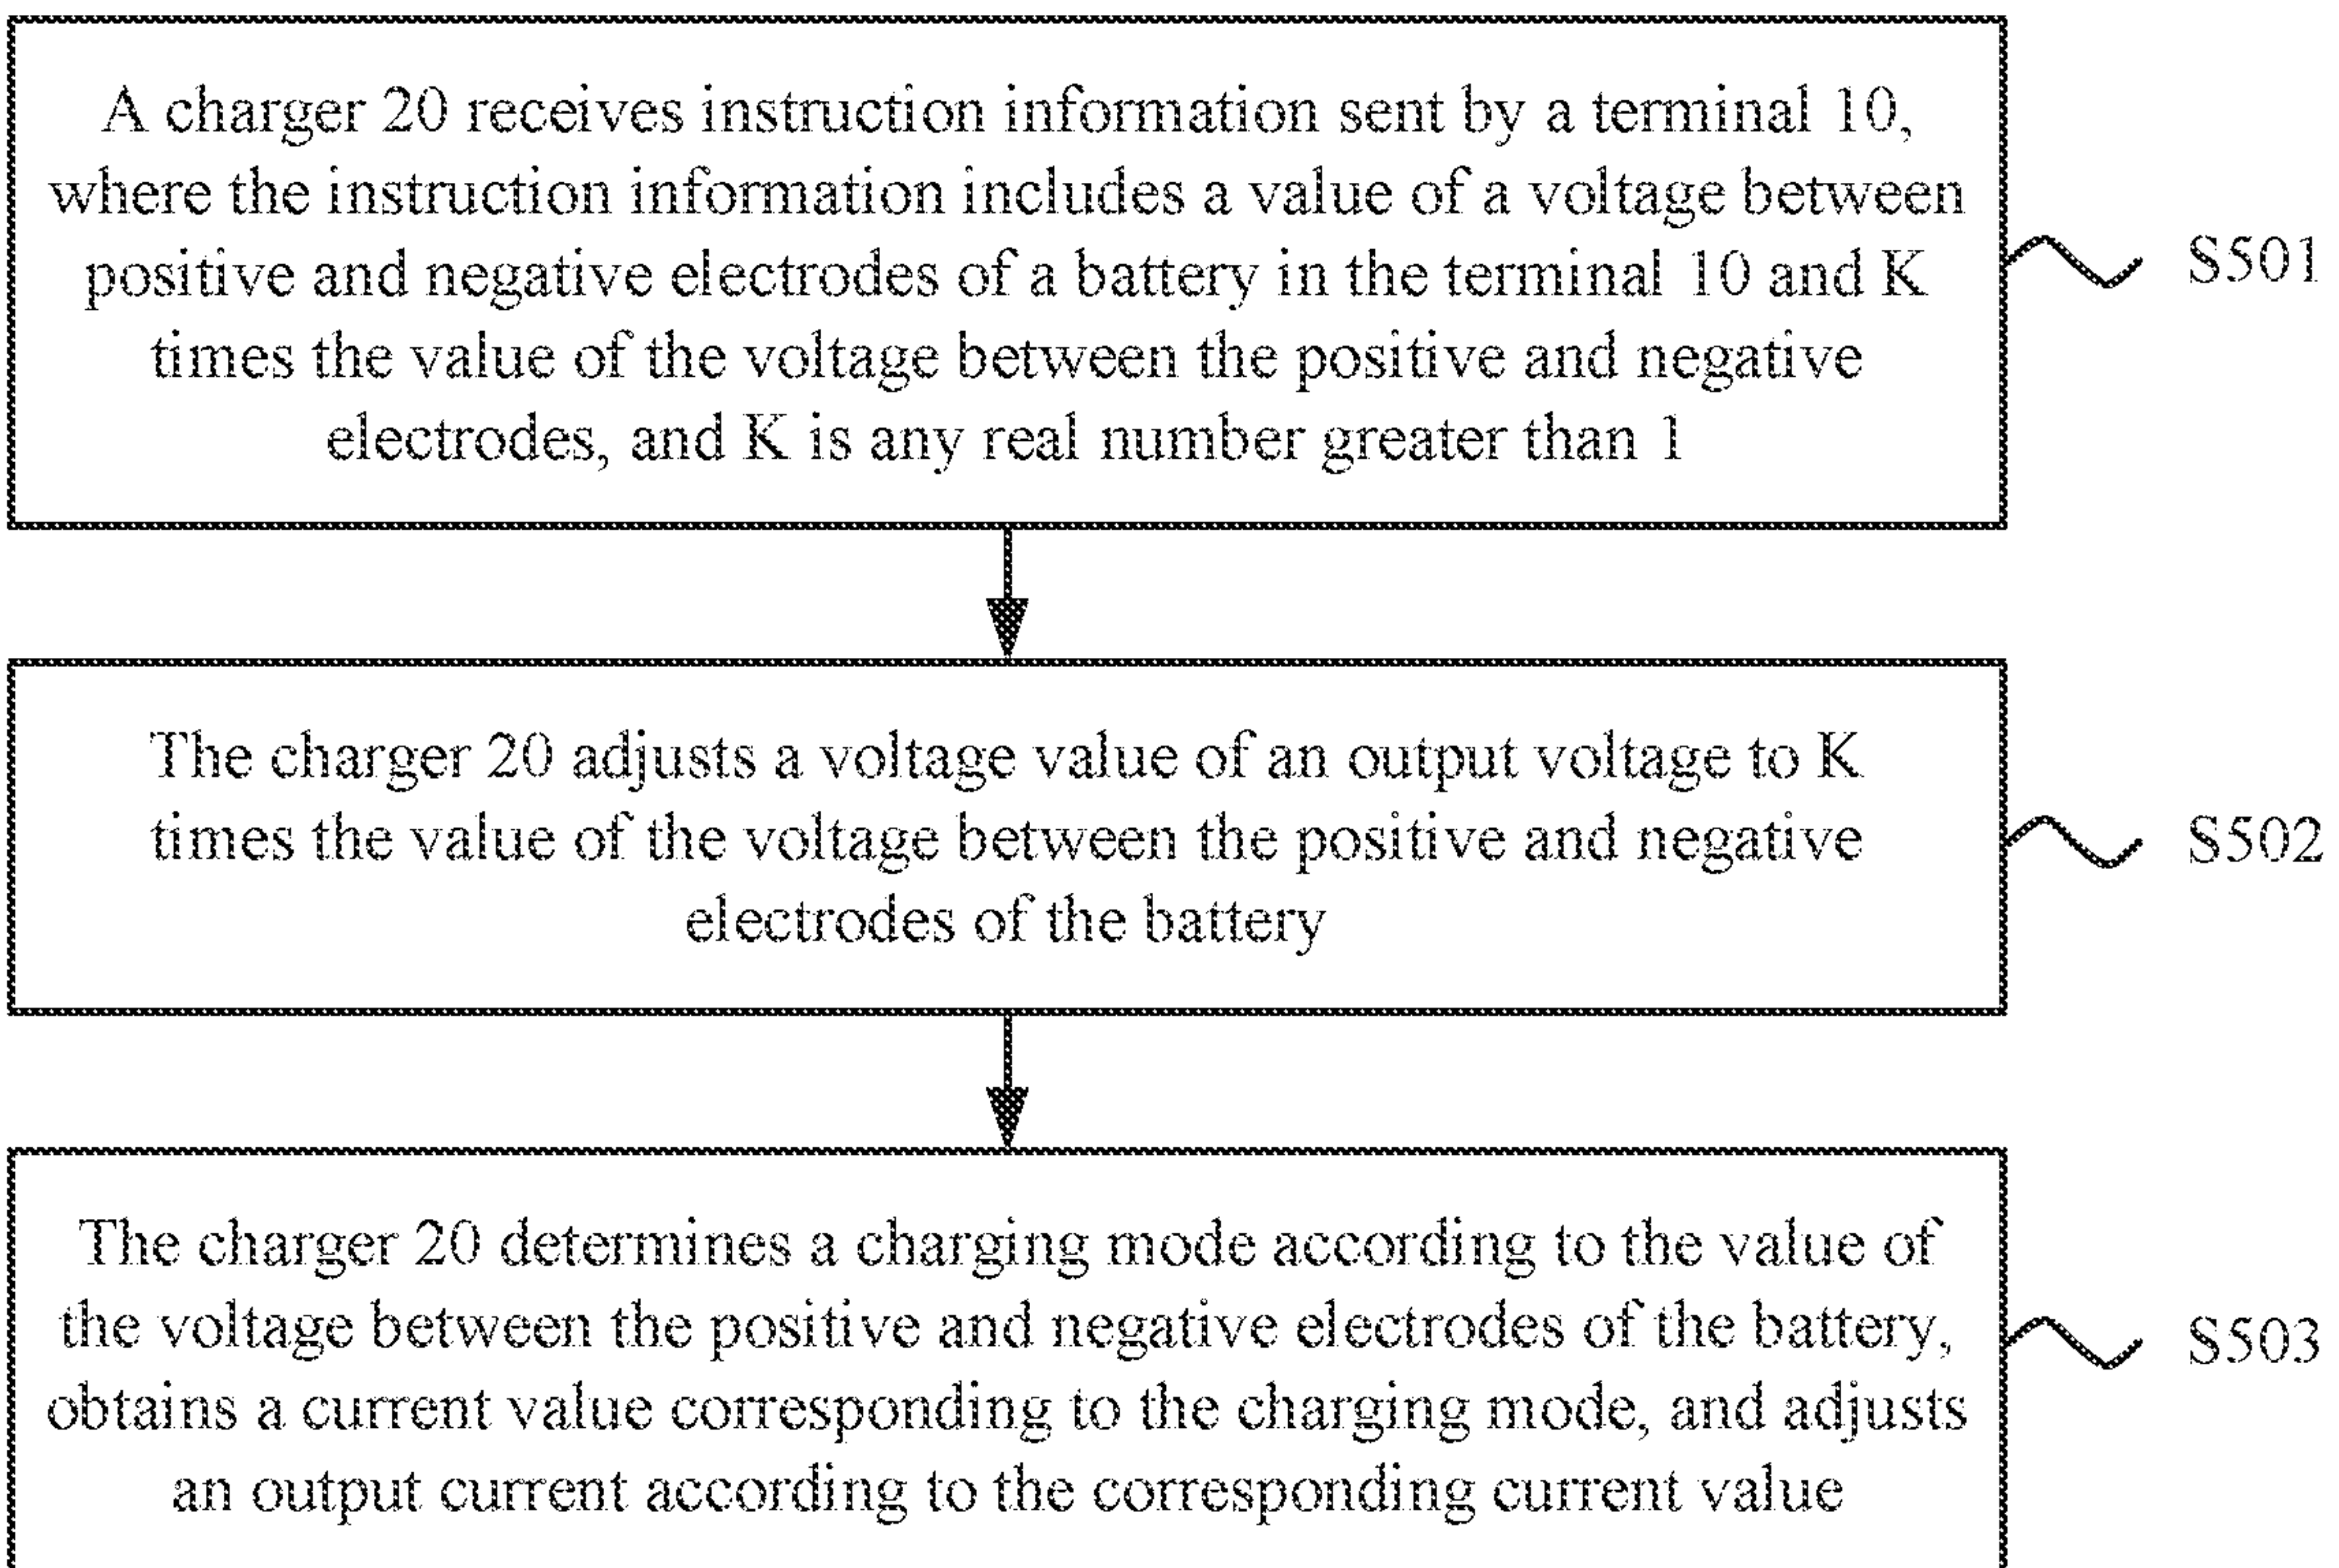 A charger 20 receives instruction information sent by a terminal 10,
where the instruction information includes a value of a voltage between
positive and negative electrodes of a battery in the terminal 10 and K
times the value of the voltage between the positive and negative
electrodes, and K is any real number greater than 1
S501
The charger 20 adjusts a voltage value of an output voltage to K
times the value of the voltage between the positive and negative
electrodes of the battery
S502
The charger 20 determines a charging mode according to the value of
the voltage between the positive and negative electrodes of the battery,
obtains a current value corresponding to the charging mode, and adjusts
an output current according to the corresponding current value
S503